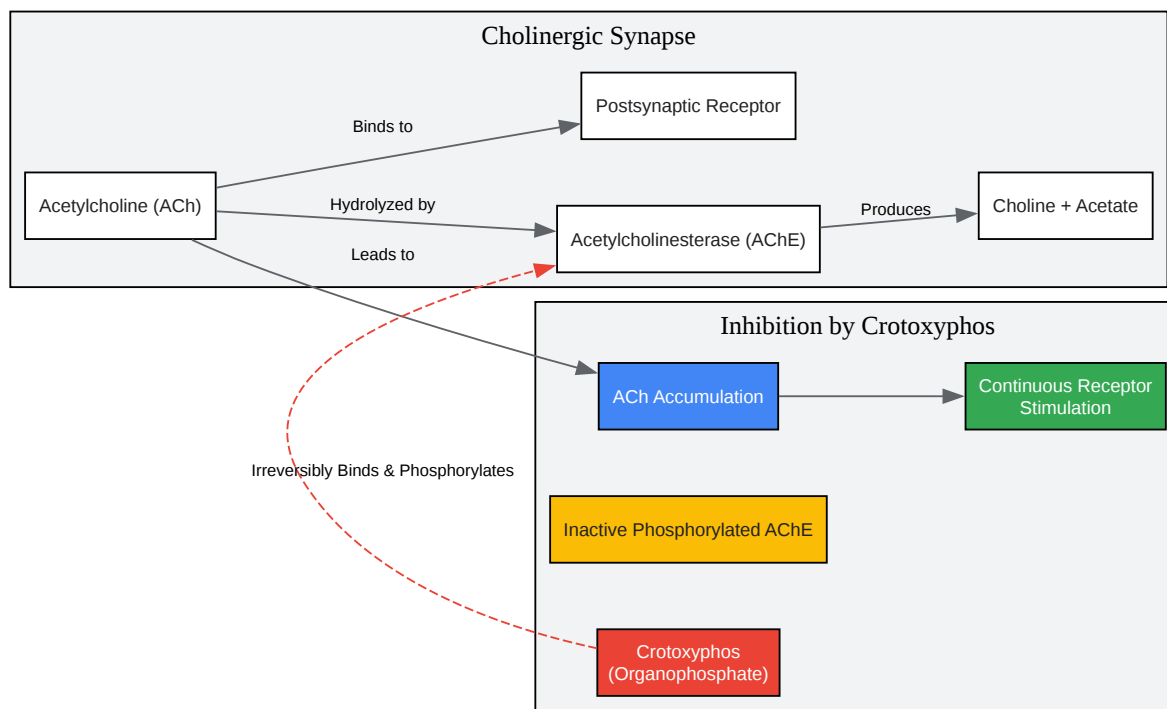 Cholinergic Synapse
Postsynaptic Receptor
Binds to
Acetylcholine (ACh)
Hydrolyzed by
Acetylcholinesterase (AChE)
Produces
Choline + Acetate
Leads to
Inhibition by Crotoxyphos
ACh Accumulation
Continuous Receptor
Stimulation
Irreversibly Binds & Phosphorylates
Inactive Phosphorylated AChE
Crotoxyphos
(Organophosphate)